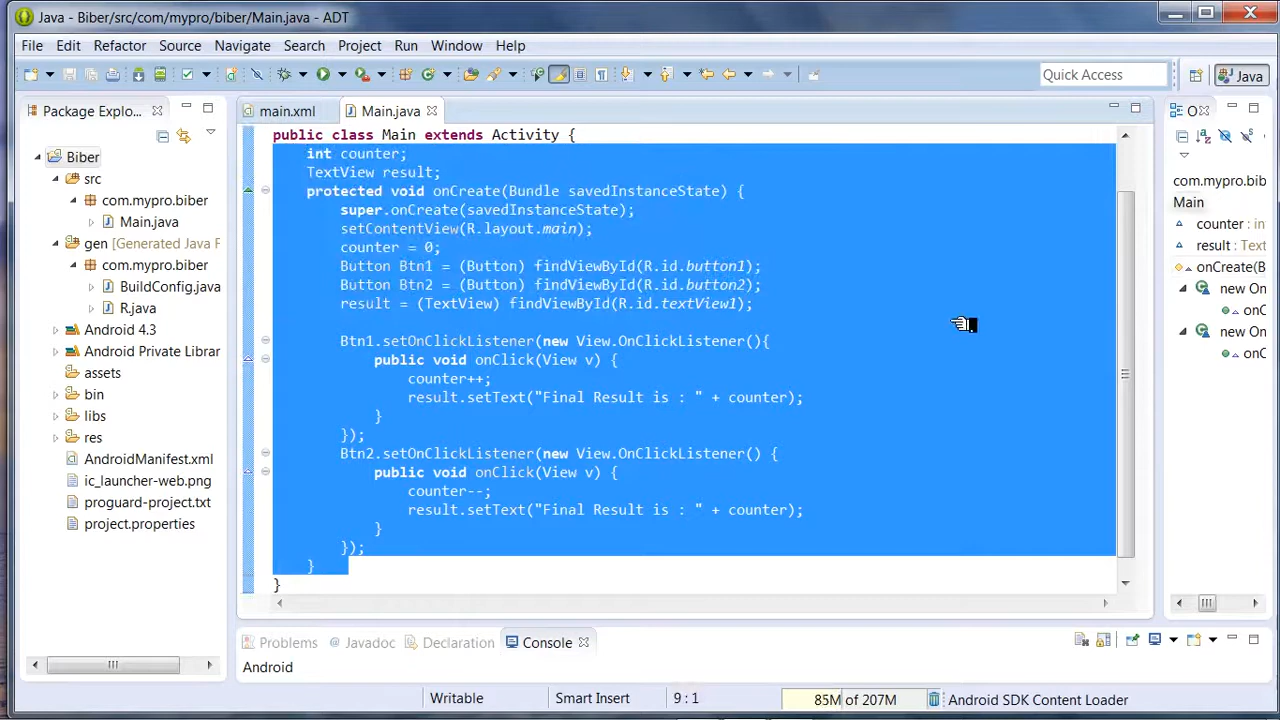 Java - Biber/src/com/mypro/biber/Main.java - ADT
File Edit Refactor Source Navigate Search Project Run Window Help
Quick Access
Java
Package Explo...
main.xml
Main.java
Biber
src
com.mypro.biber
Main.java
gen [Generated Java F
com.mypro.biber
BuildConfig.java
R.java
Android 4.3
Android Private Librar
assets
bin
libs
res
AndroidManifest.xml
ic_launcher-web.png
proguard-project.txt
project.properties
public class Main extends Activity {
int counter;
TextView result;
protected void onCreate(Bundle savedInstanceState) {
super.onCreate(savedInstanceState);
setContentView(R.layout.main);
counter = 0;
Button Btn1 = (Button) findViewById(R.id.button1);
Button Btn2 = (Button) findViewById(R.id.button2);
result = (TextView) findViewById(R.id.textView1);
Btn1.setOnClickListener(new View.OnClickListener(){
public void onClick(View v) {
counter++;
result.setText("Final Result is : " + counter);
}
});
Btn2.setOnClickListener(new View.OnClickListener() {
public void onClick(View v) {
counter--;
result.setText("Final Result is : " + counter);
}
});
}
}
O
com.mypro.bib
Main
counter : in
result : Text
onCreate(B
new On
onC
new On
onC
Problems @ Javadoc Declaration Console
Android
Writable
Smart Insert
9 : 1
85M of 207M
Android SDK Content Loader